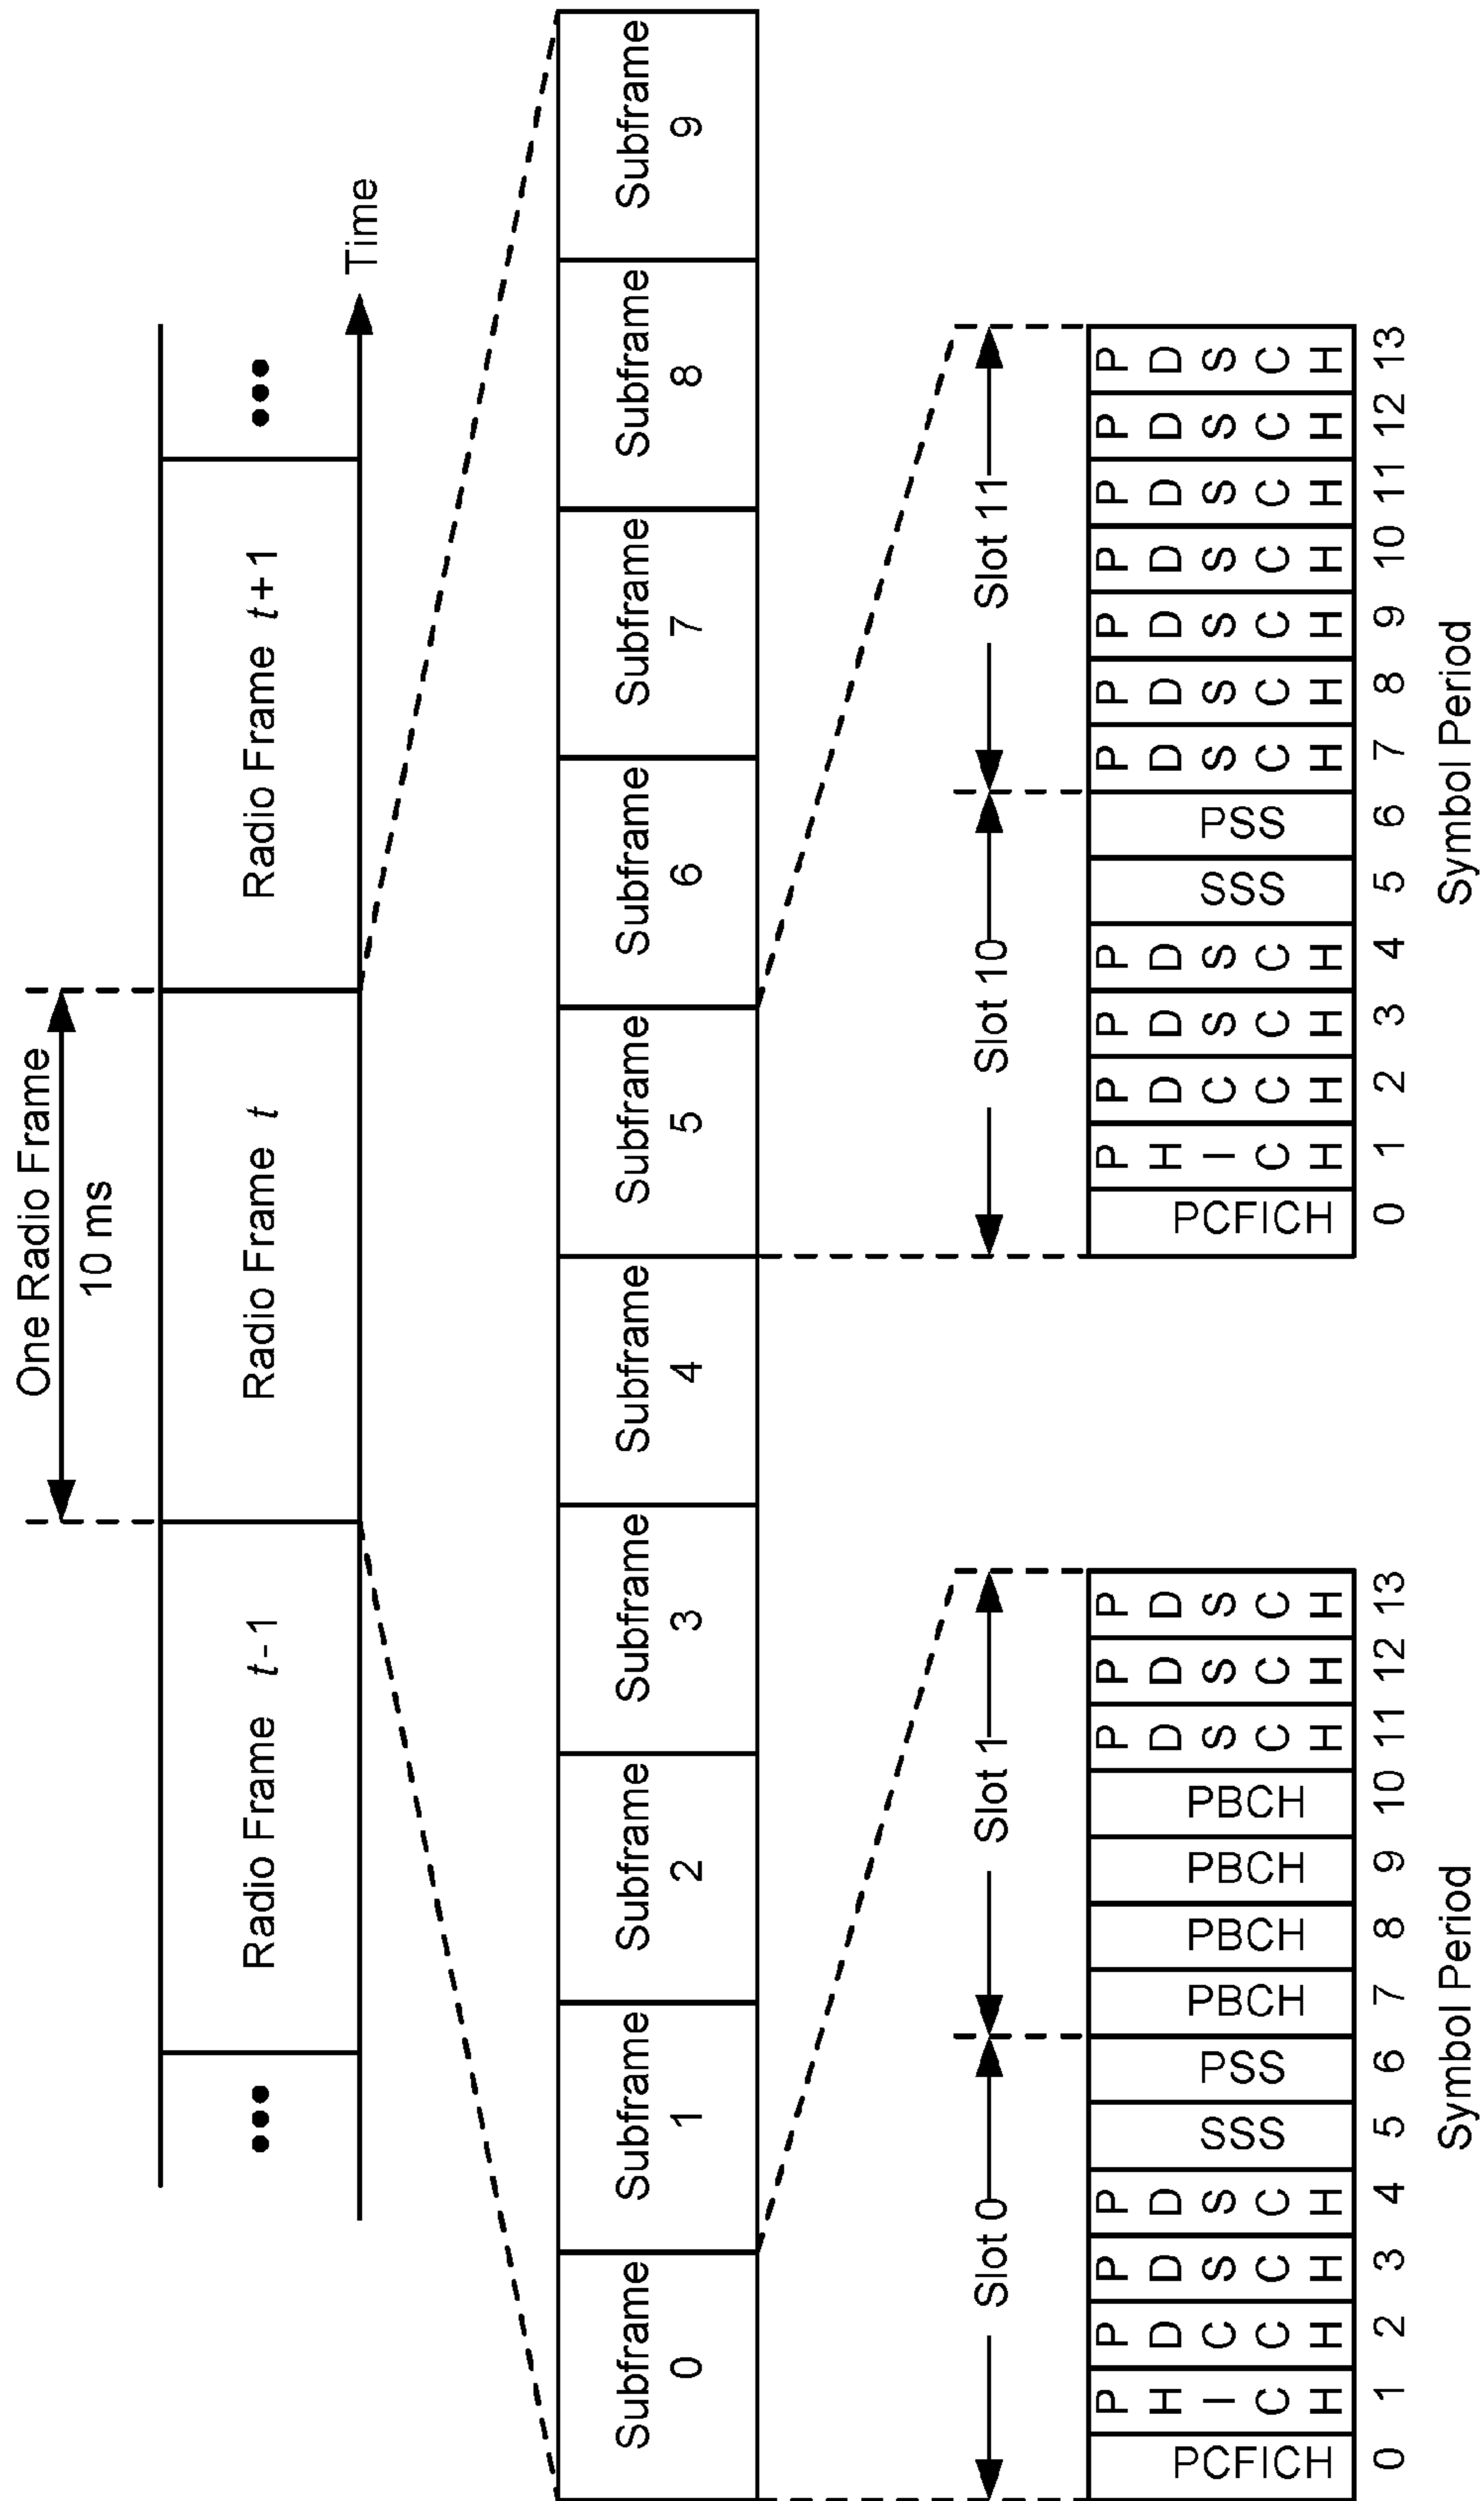 One Radio Frame
10 ms
•••
Radio Frame t-1
Radio Frame t
Radio Frame t+1
•••
Time
Subframe 0
Subframe 1
Subframe 2
Subframe 3
Subframe 4
Subframe 5
Subframe 6
Subframe 7
Subframe 8
Subframe 9
Slot 0
Slot 1
PCFICH
PHICH
PDCCH
PDSCH
PDSCH
SSS
PSS
PBCH
PBCH
PBCH
PBCH
PDSCH
PDSCH
PDSCH
0 1 2 3 4 5 6 7 8 9 10 11 12 13
Symbol Period
Slot 10
Slot 11
PCFICH
PHICH
PDCCH
PDSCH
PDSCH
SSS
PSS
PDSCH
PDSCH
PDSCH
PDSCH
PDSCH
PDSCH
PDSCH
0 1 2 3 4 5 6 7 8 9 10 11 12 13
Symbol Period